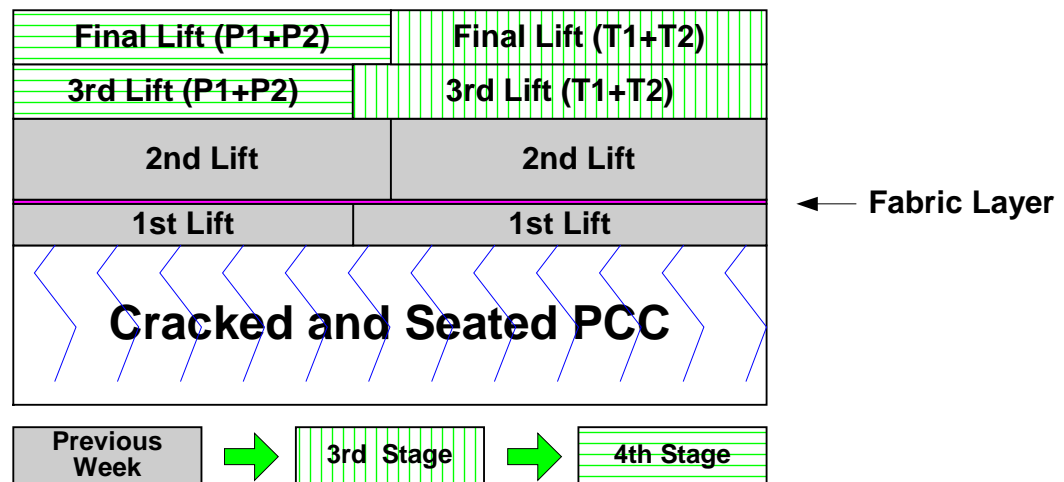 Final Lift (P1+P2)
Final Lift (T1+T2)
3rd Lift (P1+P2)
3rd Lift (T1+T2)
2nd Lift
2nd Lift
Fabric Layer
1st Lift
1st Lift
Cracked and Seated PCC
Previous
Week
3rd Stage
4th Stage